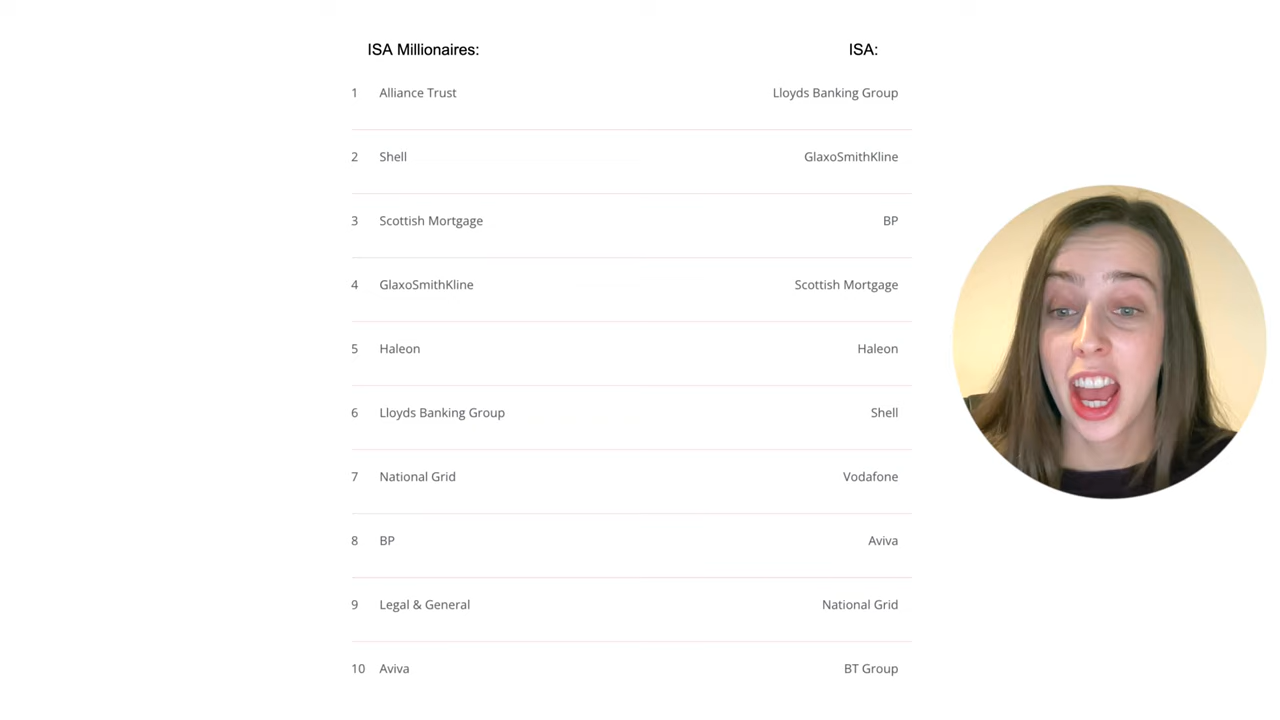 ISA Millionaires: ISA:
1 Alliance Trust Lloyds Banking Group
2 Shell GlaxoSmithKline
3 Scottish Mortgage BP
4 GlaxoSmithKline Scottish Mortgage
5 Haleon Haleon
6 Lloyds Banking Group Shell
7 National Grid Vodafone
8 BP Aviva
9 Legal & General National Grid
10 Aviva BT Group